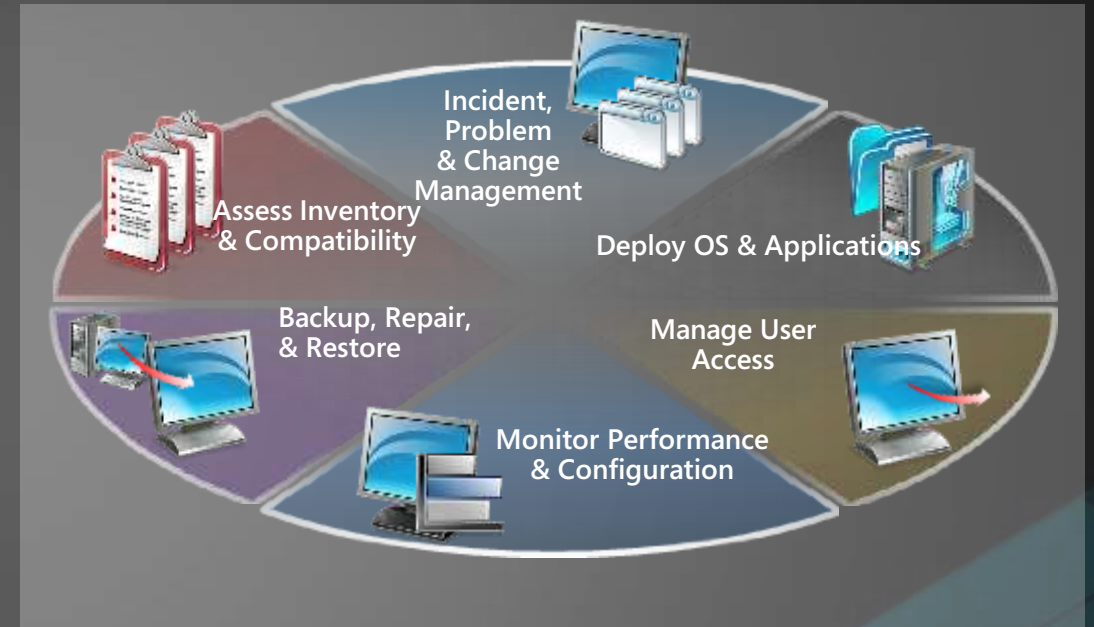 Incident,
Problem
& Change
Management
Assess Inventory
& Compatibility
Deploy OS & Applications
Backup, Repair,
& Restore
Manage User
Access
Monitor Performance
& Configuration